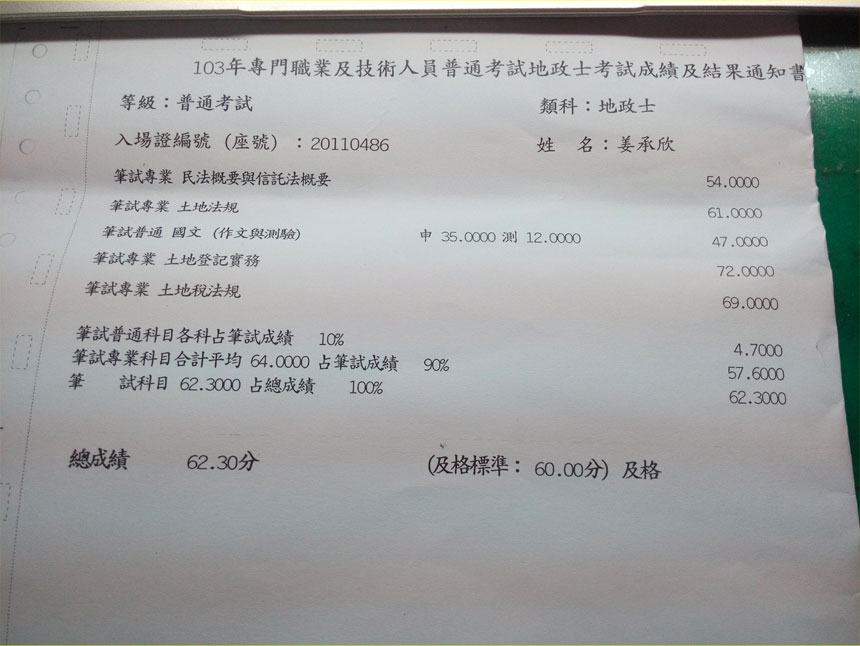 103年專門職業及技術人員普通考試地政士考試成績及結果通知書
等級：普通考試 類科：地政士
入場證編號（座號）：20110486 姓 名：姜承欣
筆試專業 民法概要與信託法概要 54.0000
筆試專業 土地法規 61.0000
筆試普通 國文（作文與測驗） 申 35.0000 測 12.0000 47.0000
筆試專業 土地登記實務 72.0000
筆試專業 土地稅法規 69.0000
筆試普通科目各科占筆試成績 10% 4.7000
筆試專業科目合計平均 64.0000 占筆試成績 90% 57.6000
筆 試科目 62.3000 占總成績 100% 62.3000
總成績 62.30分 （及格標準： 60.00分）及格